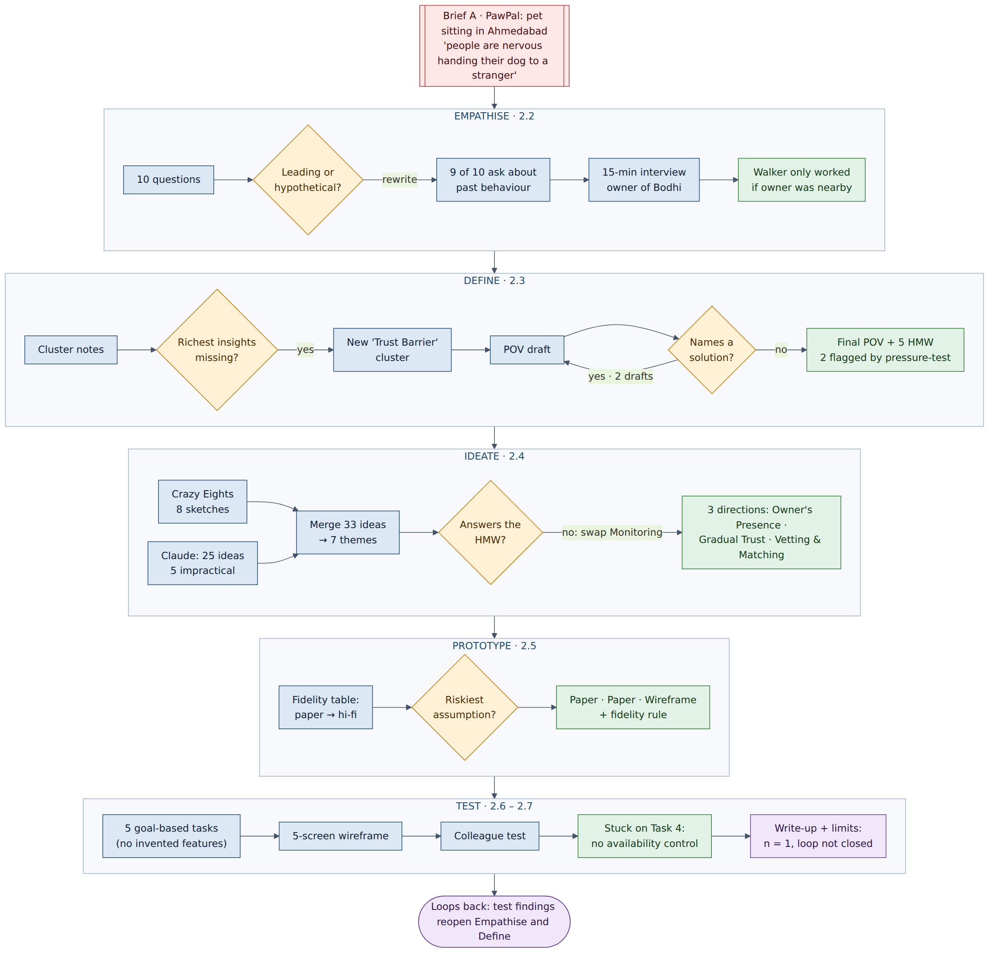 Brief A · PawPal: pet
sitting in Ahmedabad
'people are nervous
handing their dog to a
stranger'
EMPATHISE · 2.2
10 questions
Leading or
hypothetical?
rewrite
9 of 10 ask about
past behaviour
15-min interview
owner of Bodhi
Walker only worked
if owner was nearby
DEFINE · 2.3
Cluster notes
Richest insights
missing?
yes
New 'Trust Barrier'
cluster
POV draft
yes · 2 drafts
Names a
solution?
no
Final POV + 5 HMW
2 flagged by pressure-test
IDEATE · 2.4
Crazy Eights
8 sketches
Claude: 25 ideas
5 impractical
Merge 33 ideas
→ 7 themes
Answers the
HMW?
no: swap Monitoring
3 directions: Owner's
Presence ·
Gradual Trust · Vetting &
Matching
PROTOTYPE · 2.5
Fidelity table:
paper → hi-fi
Riskiest
assumption?
Paper · Paper · Wireframe
+ fidelity rule
TEST · 2.6 – 2.7
5 goal-based tasks
(no invented features)
5-screen wireframe
Colleague test
Stuck on Task 4:
no availability control
Write-up + limits:
n = 1, loop not closed
Loops back: test findings
reopen Empathise and
Define